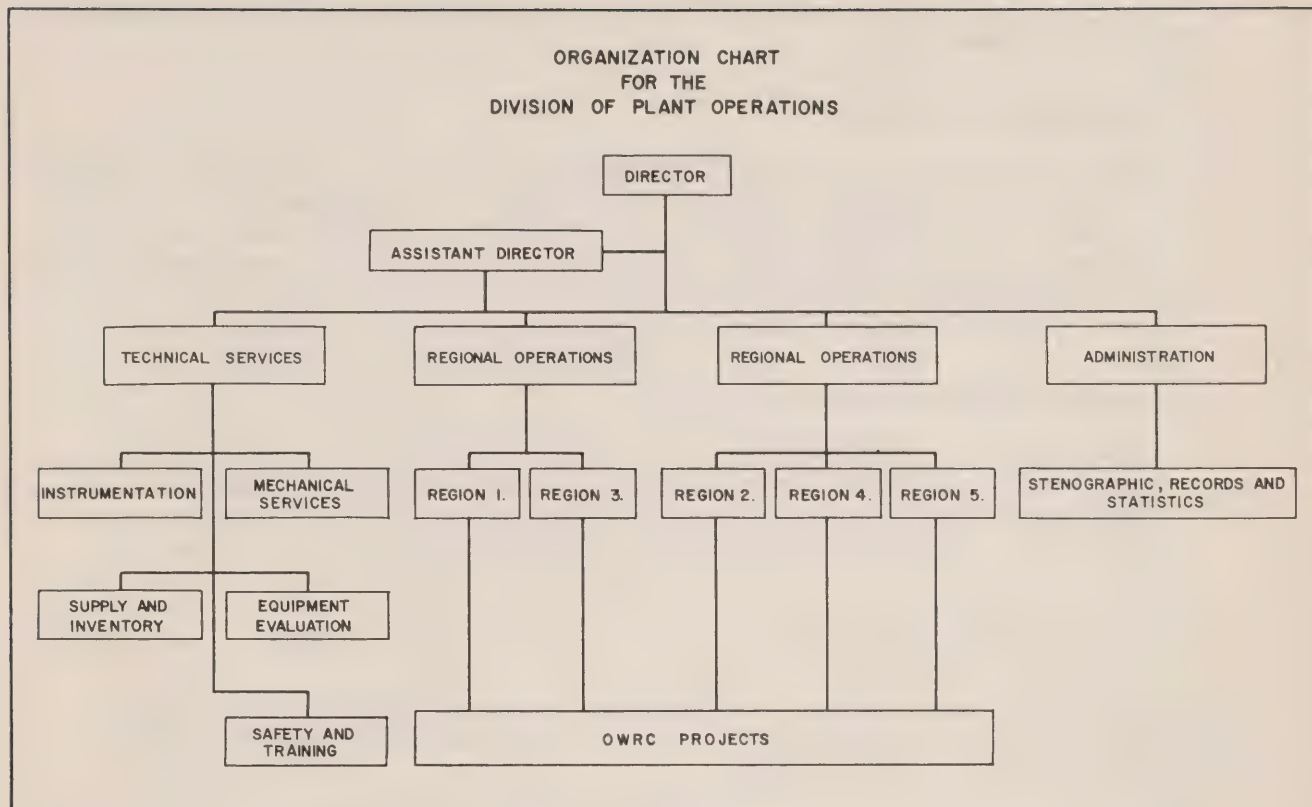 ORGANIZATION CHART
FOR THE
DIVISION OF PLANT OPERATIONS
DIRECTOR
ASSISTANT DIRECTOR
TECHNICAL SERVICES
REGIONAL OPERATIONS
REGIONAL OPERATIONS
ADMINISTRATION
INSTRUMENTATION
MECHANICAL
SERVICES
REGION 1.
REGION 3.
REGION 2.
REGION 4.
REGION 5.
STENOGRAPHIC, RECORDS AND
STATISTICS
SUPPLY AND
INVENTORY
EQUIPMENT
EVALUATION
SAFETY AND
TRAINING
OWRC PROJECTS